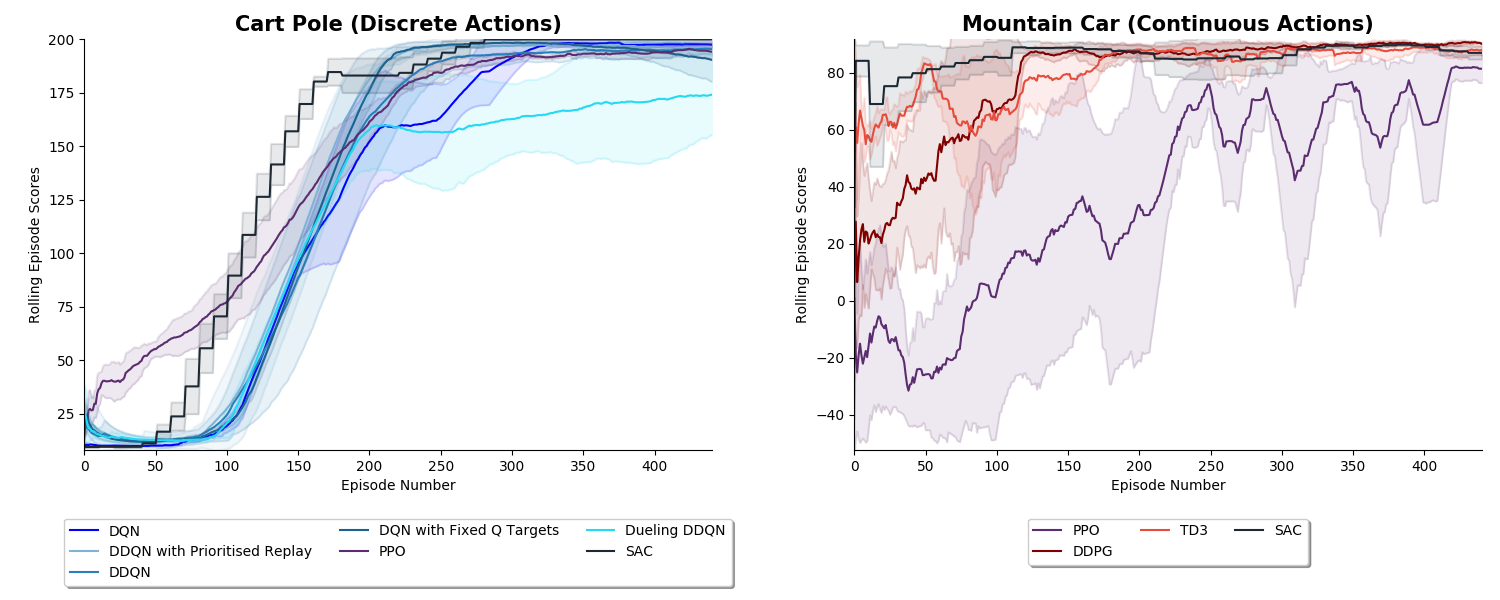 Cart Pole (Discrete Actions)
200
175
150
125
100
75
50
25
Rolling Episode Scores
0 50 100 150 200 250 300 350 400
Episode Number
DQN
DDQN with Prioritised Replay
DDQN
DQN with Fixed Q Targets
PPO
Dueling DDQN
SAC
Mountain Car (Continuous Actions)
80
60
40
20
0
−20
−40
Rolling Episode Scores
0 50 100 150 200 250 300 350 400
Episode Number
PPO
DDPG
TD3
SAC